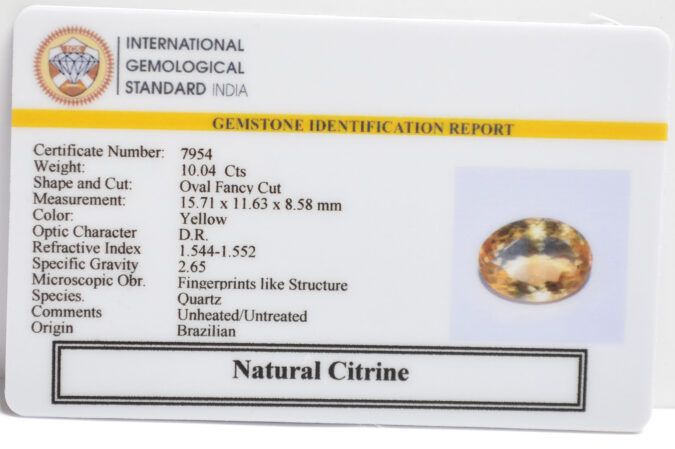 IGS
INTERNATIONAL
GEMOLOGICAL
STANDARD INDIA
GEMSTONE IDENTIFICATION REPORT
Certificate Number: 7954
Weight: 10.04 Cts
Shape and Cut: Oval Fancy Cut
Measurement: 15.71 x 11.63 x 8.58 mm
Color: Yellow
Optic Character D.R.
Refractive Index 1.544-1.552
Specific Gravity 2.65
Microscopic Obr. Fingerprints like Structure
Species. Quartz
Comments Unheated/Untreated
Origin Brazilian
Natural Citrine